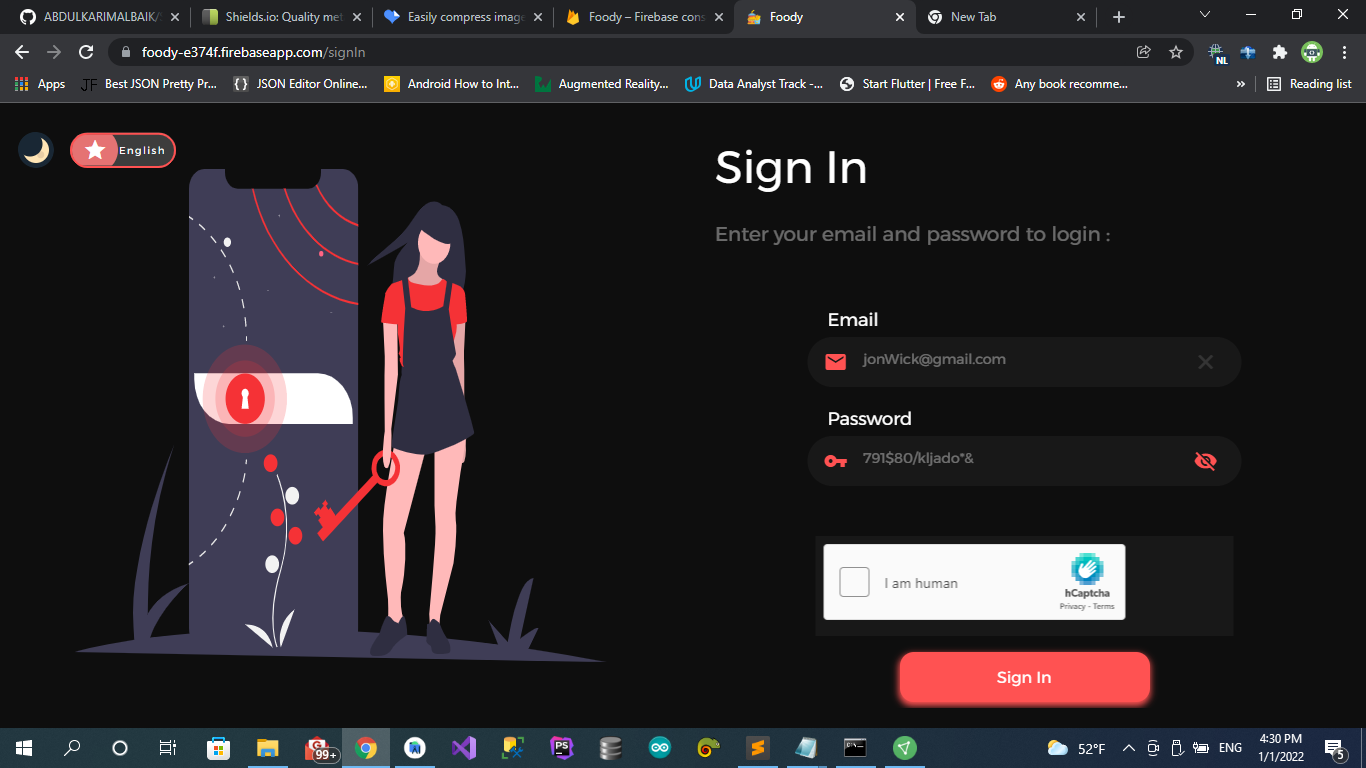 ABDULKARIMALBAIK/
Shields.io: Quality met
Easily compress image
Foody – Firebase cons
Foody
New Tab
foody-e374f.firebaseapp.com/signIn
NL
Apps
JF Best JSON Pretty Pr...
{} JSON Editor Online...
Android How to Int...
Augmented Reality...
Data Analyst Track -...
Start Flutter | Free F...
Any book recomme...
»
Reading list
English
Sign In
Enter your email and password to login :
Email
jonWick@gmail.com
Password
791$80/kljado*&
I am human
hCaptcha
Privacy - Terms
Sign In
99+
PS
52°F
ENG
4:30 PM
1/1/2022
5